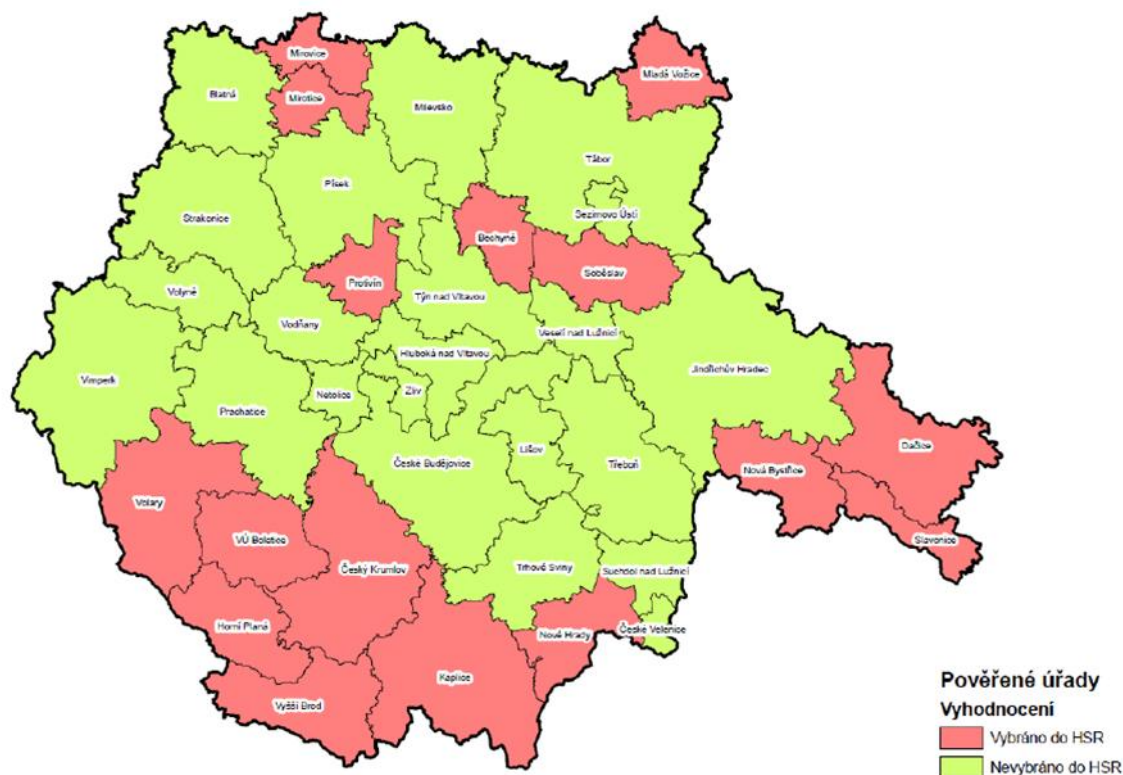 Mirovice
Mladá Vožice
Blatná
Mirotice
Milevsko
Tábor
Písek
Strakonice
Sezimovo Ústí
Bechyně
Soběslav
Protivín
Volyně
Týn nad Vltavou
Vodňany
Veselí nad Lužnicí
Hluboká nad Vltavou
Jindřichův Hradec
Vimperk
Netolice
Zliv
Prachatice
Dačice
Lišov
České Budějovice
Třeboň
Nová Bystřice
Volary
VÚ Boletice
Slavonice
Český Krumlov
Trhové Sviny
Suchdol nad Lužnicí
Horní Planá
Nové Hrady
České Velenice
Kaplice
Vyšší Brod
Pověřené úřady
Vyhodnocení
Vybráno do HSR
Nevybráno do HSR